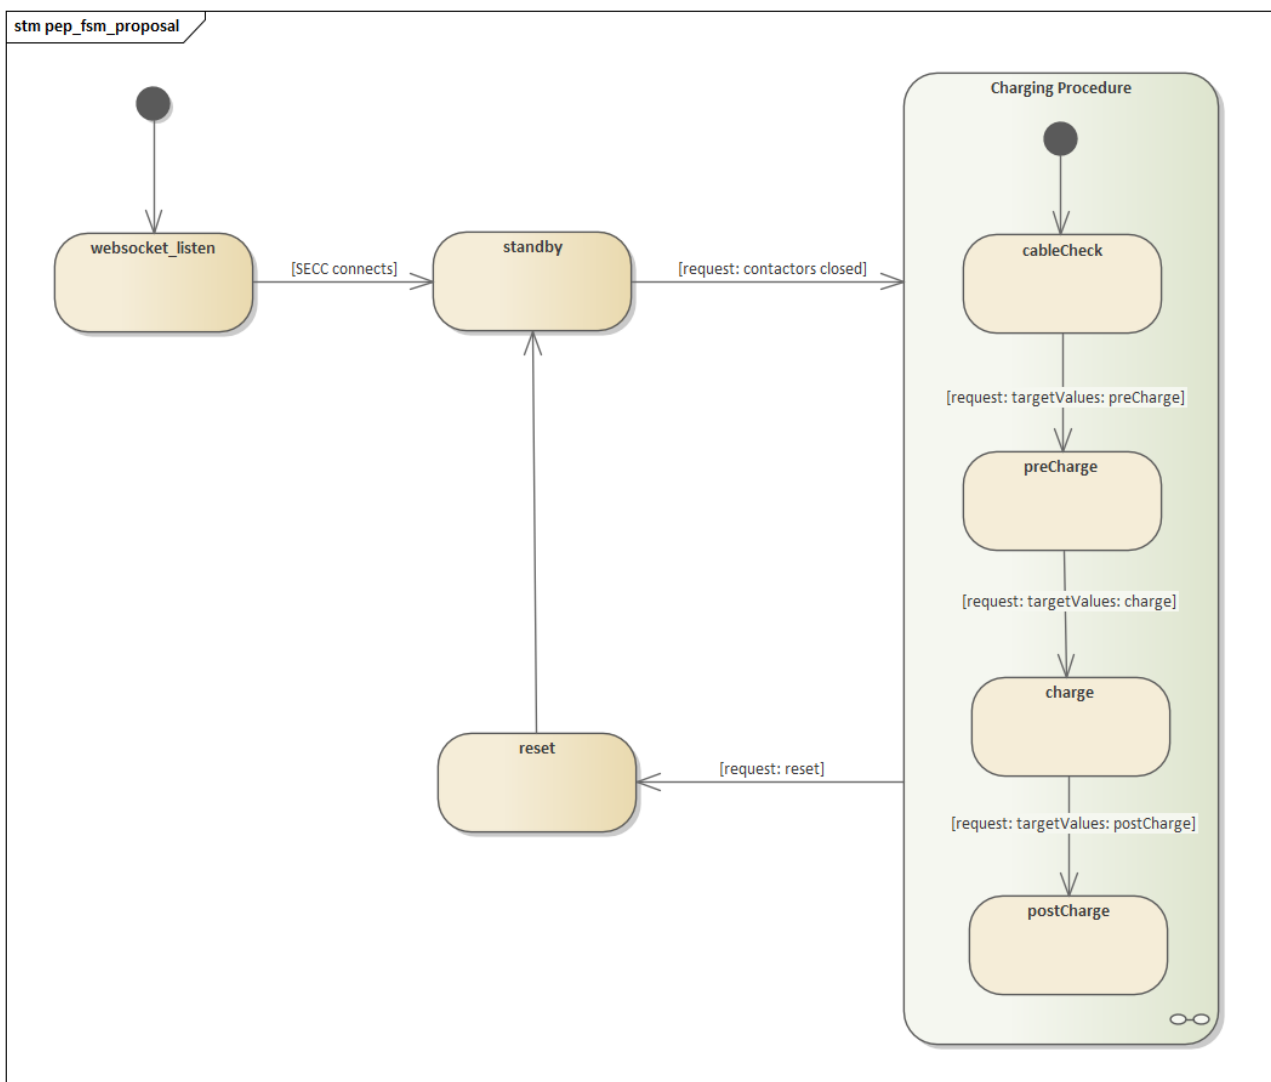 stm pep_fsm_proposal
Charging Procedure
websocket_listen
[SECC connects]
standby
[request: contactors closed]
cableCheck
[request: targetValues: preCharge]
preCharge
[request: targetValues: charge]
charge
reset
[request: reset]
[request: targetValues: postCharge]
postCharge